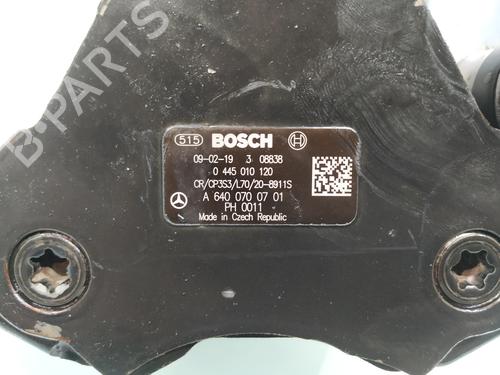 515 BOSCH
09-02-19 3 08838
0 445 010 120
CR/CP3S3/L70/20-8911S
A 640 070 07 01
PH 0011
Made in Czech Republic